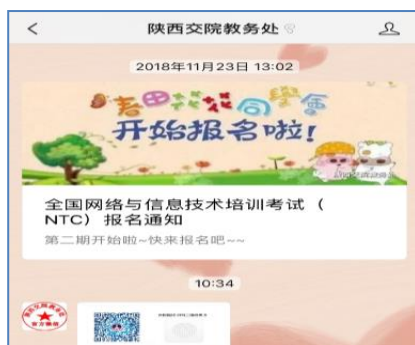 陕西交院教务处
2018年11月23日 13:02
春田花花同學會
开始报名啦!
全国网络与信息技术培训考试（
NTC）报名通知
第二期开始啦~快来报名吧~~
10:34